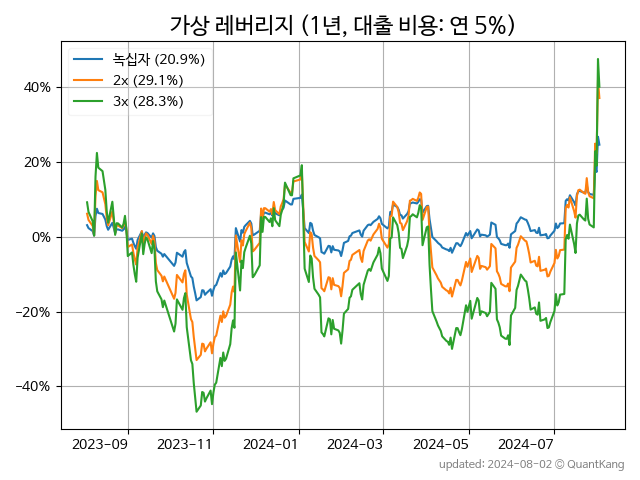 가상 레버리지 (1년, 대출 비용: 연 5%)
녹십자 (20.9%)
2x (29.1%)
3x (28.3%)
40%
20%
0%
−20%
−40%
2023-09
2023-11
2024-01
2024-03
2024-05
2024-07
updated: 2024-08-02 © QuantKang